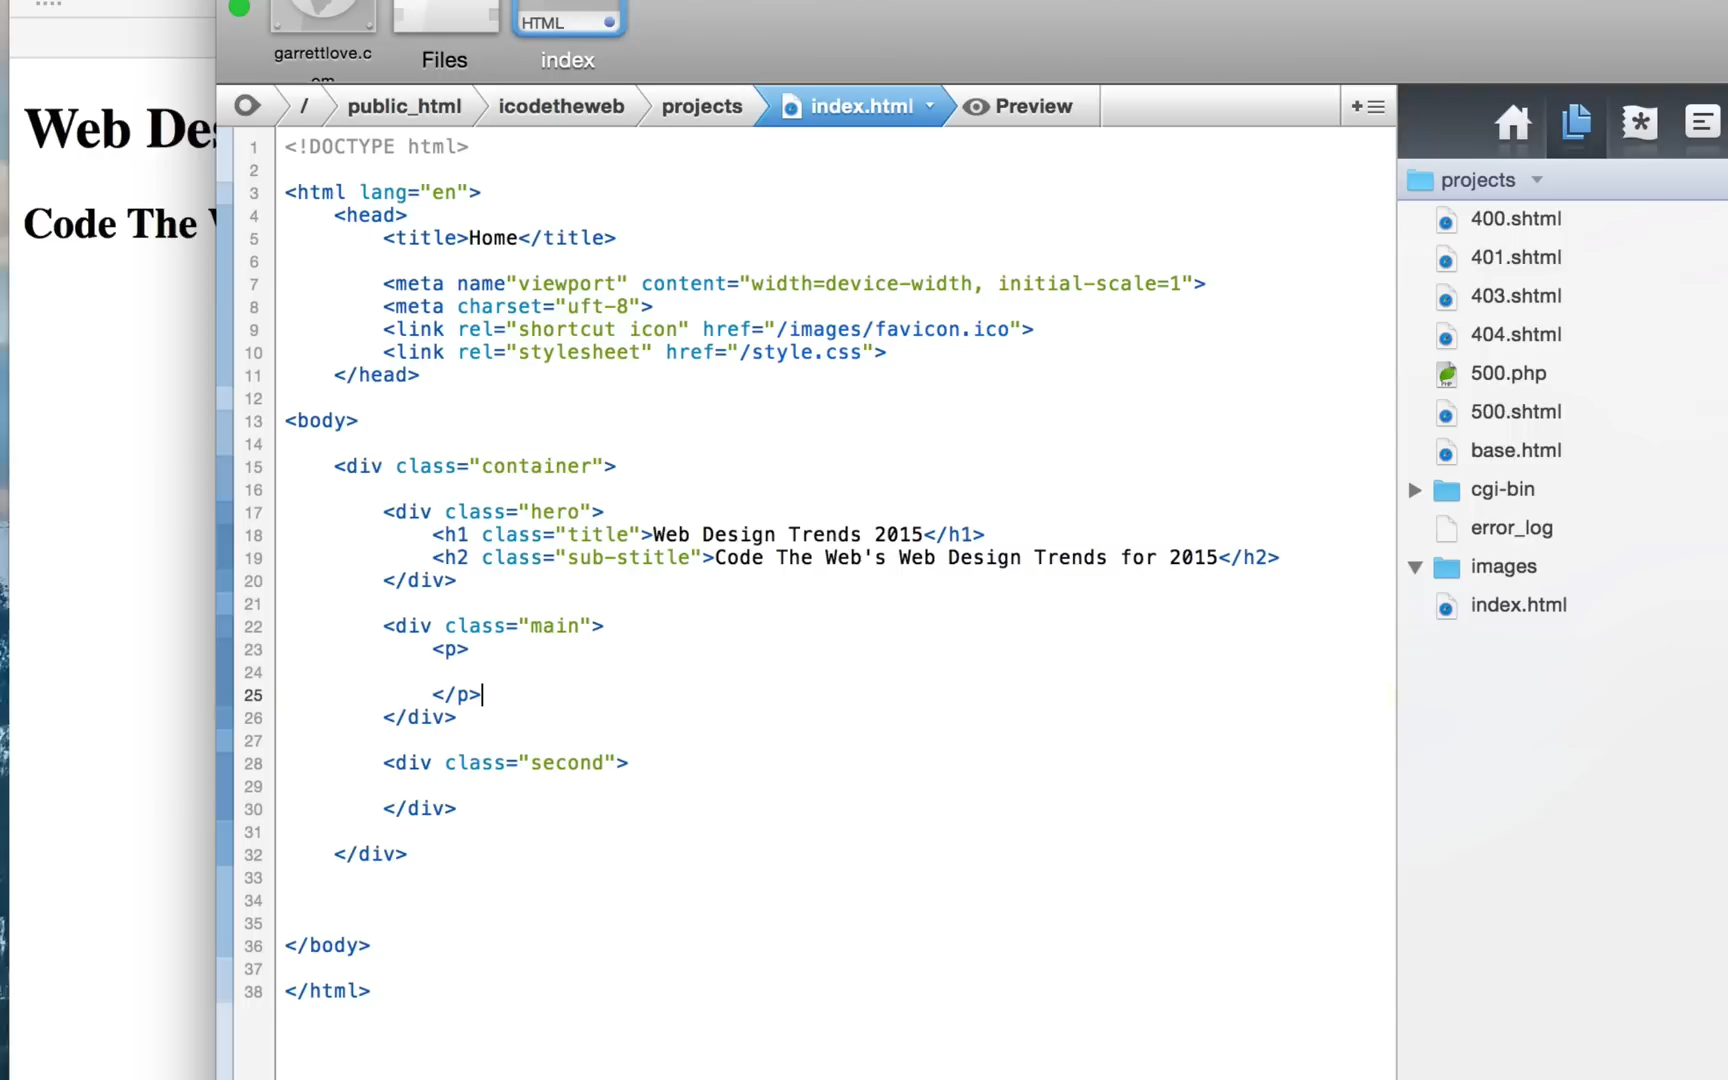 HTML
garrettlove.c
Files
index
/
public_html
icodetheweb
projects
index.html
Preview
Web Des
Code The
1 <!DOCTYPE html>
2
3 <html lang="en">
4 <head>
5 <title>Home</title>
6
7 <meta name"viewport" content="width=device-width, initial-scale=1">
8 <meta charset="uft-8">
9 <link rel="shortcut icon" href="/images/favicon.ico">
10 <link rel="stylesheet" href="/style.css">
11 </head>
12
13 <body>
14
15 <div class="container">
16
17 <div class="hero">
18 <h1 class="title">Web Design Trends 2015</h1>
19 <h2 class="sub-stitle">Code The Web's Web Design Trends for 2015</h2>
20 </div>
21
22 <div class="main">
23 <p>
24
25 </p>
26 </div>
27
28 <div class="second">
29
30 </div>
31
32 </div>
33
34
35
36 </body>
37
38 </html>
projects
400.shtml
401.shtml
403.shtml
404.shtml
500.php
500.shtml
base.html
cgi-bin
error_log
images
index.html